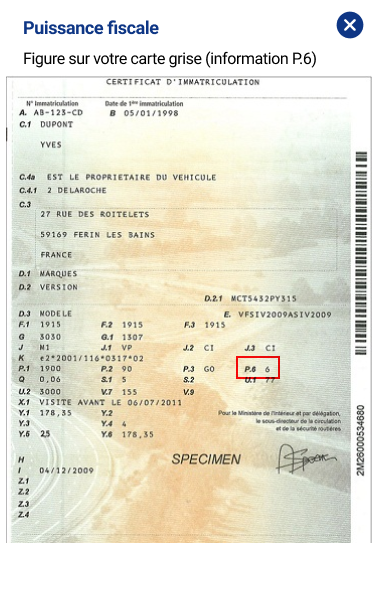 Puissance fiscale
Figure sur votre carte grise (information P.6)
CERTIFICAT D'IMMATRICULATION
N° Immatriculation Date de 1ère immatriculation
A. AB-123-CD B 05/01/1998
C.1 DUPONT
YVES
C.4a EST LE PROPRIETAIRE DU VEHICULE
C.4.1 2 DELAROCHE
C.3
27 RUE DES ROITELETS
59169 FERIN LES BAINS
FRANCE
D.1 MARQUES
D.2 VERSION
D.2.1 MCT5432PY315
D.3 MODELE E. VFSIV2009ASIV2009
F.1 1915 F.2 1915 F.3 1915
G 3030 G.1 1307
J M1 J.1 VP J.2 CI J.3 CI
K e2*2001/116*0317*02
P.1 1900 P.2 90 P.3 GO P.6 6
Q 0,06 S.1 5 S.2 U.1 77
U.2 3000 V.7 155 V.9
X.1 VISITE AVANT LE 06/07/2011
Y.1 178,35 Y.2
Y.3 Y.4 4
Y.5 2,5 Y.6 178,35
Pour le Ministère de l'Intérieur et par délégation,
le sous-directeur de la circulation
et de la sécurité routières
H
I 04/12/2009
SPECIMEN
Z.1
Z.2
Z.3
Z.4
2M26000534680